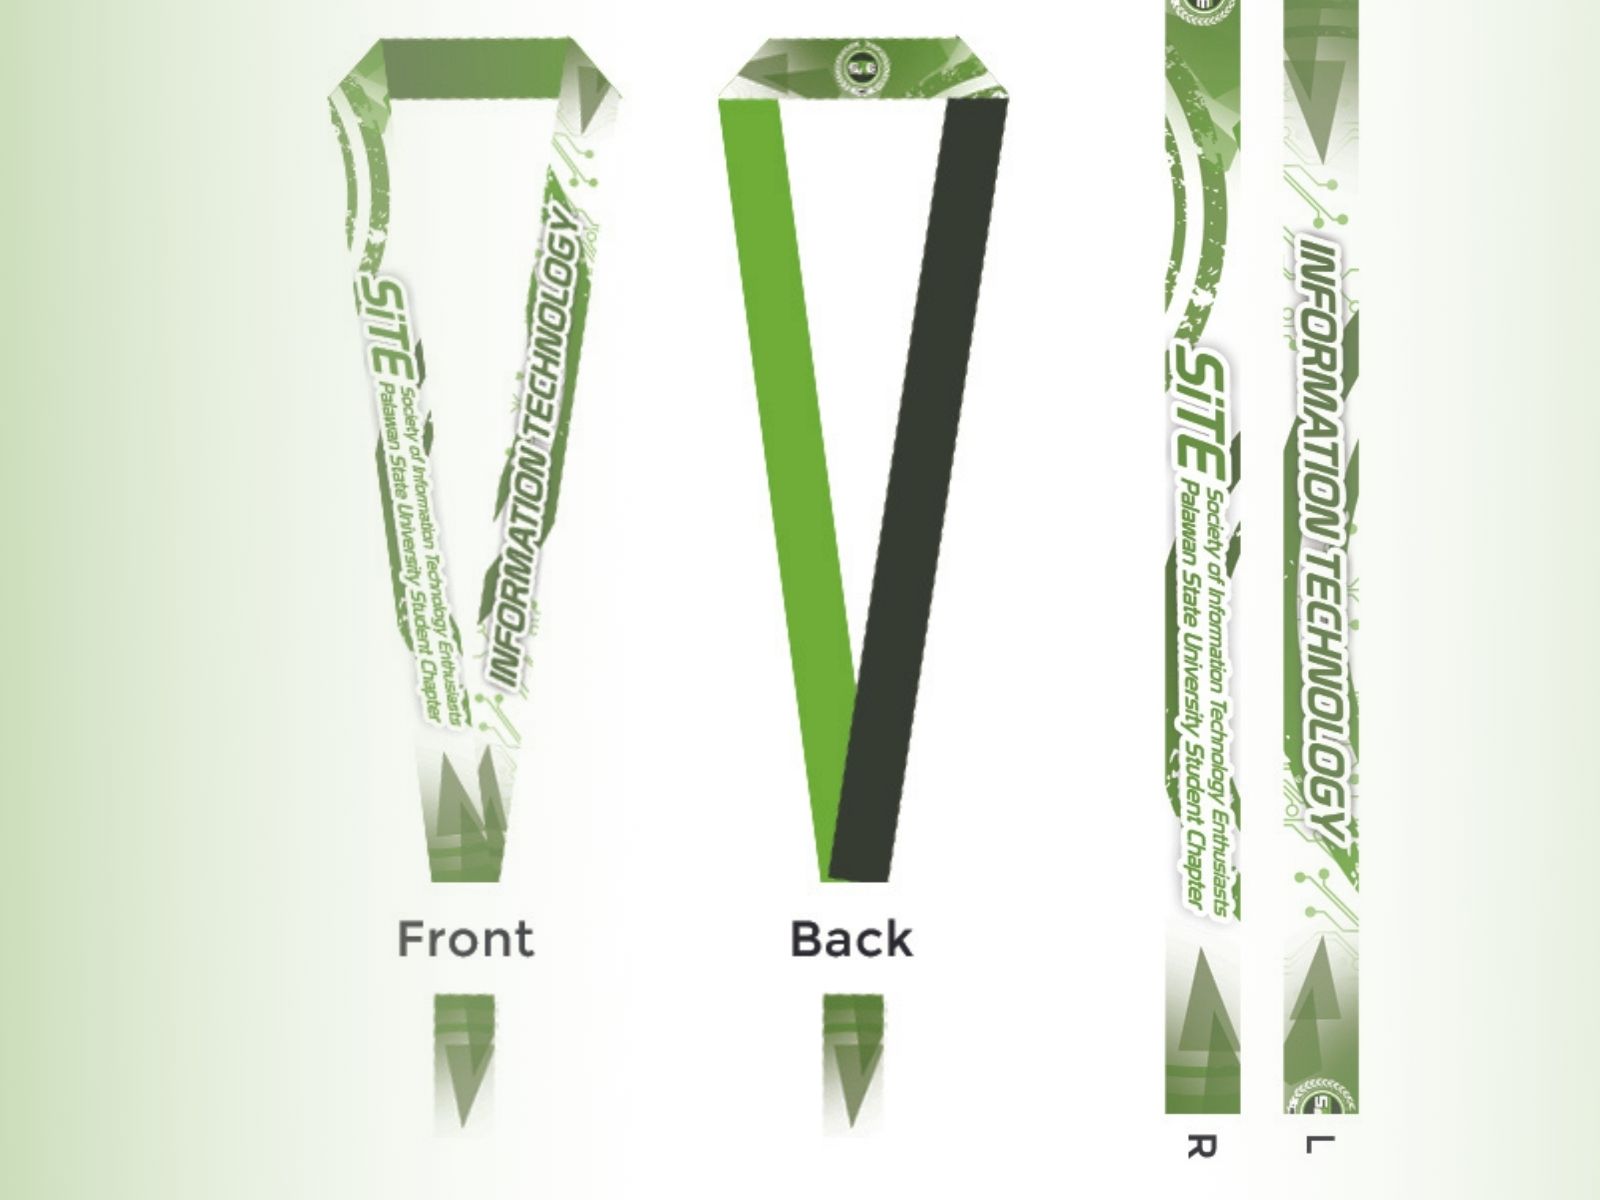 SiTE
Society of Information Technology Enthusiasts
Palawan State University Student Chapter
INFORMATION TECHNOLOGY
Front
Back
SiTE
Society of Information Technology Enthusiasts
Palawan State University Student Chapter
R
INFORMATION TECHNOLOGY
L